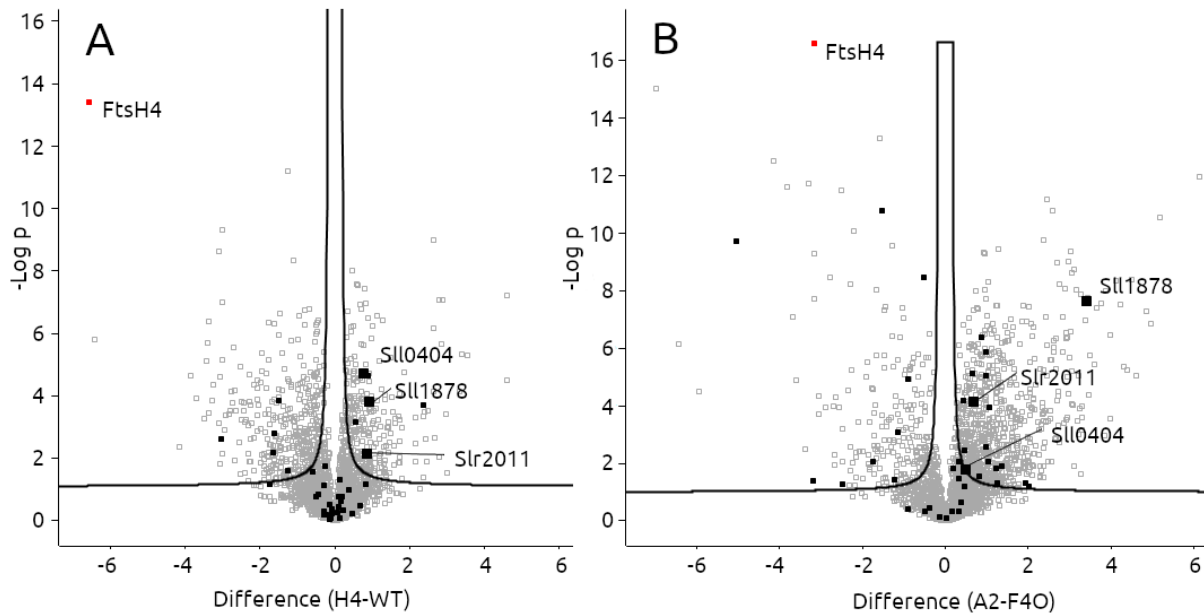 A
16
14
12
10
8
6
4
2
0
-Log p
FtsH4
Sll0404
Sll1878
Slr2011
-6
-4
-2
0
2
4
6
Difference (H4-WT)
B
16
14
12
10
8
6
4
2
0
-Log p
FtsH4
Sll1878
Slr2011
Sll0404
-6
-4
-2
0
2
4
6
Difference (A2-F4O)